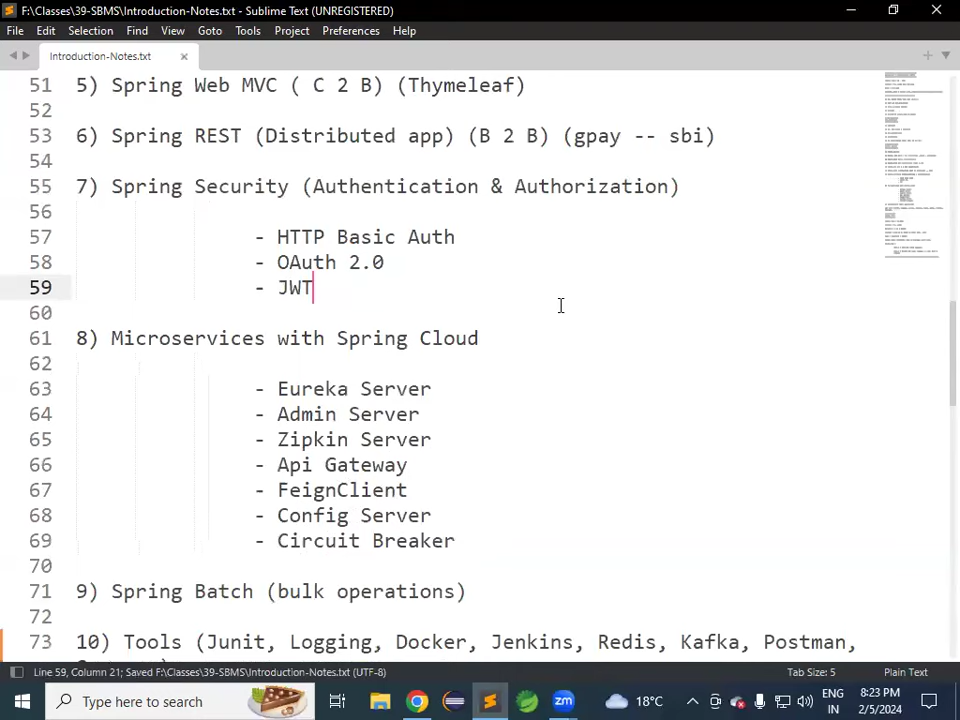 F:\Classes\39-SBMS\Introduction-Notes.txt - Sublime Text (UNREGISTERED)
File Edit Selection Find View Goto Tools Project Preferences Help
Introduction-Notes.txt
51 5) Spring Web MVC ( C 2 B) (Thymeleaf)
52
53 6) Spring REST (Distributed app) (B 2 B) (gpay -- sbi)
54
55 7) Spring Security (Authentication & Authorization)
56
57 - HTTP Basic Auth
58 - OAuth 2.0
59 - JWT
60
61 8) Microservices with Spring Cloud
62
63 - Eureka Server
64 - Admin Server
65 - Zipkin Server
66 - Api Gateway
67 - FeignClient
68 - Config Server
69 - Circuit Breaker
70
71 9) Spring Batch (bulk operations)
72
73 10) Tools (Junit, Logging, Docker, Jenkins, Redis, Kafka, Postman,
Line 59, Column 21; Saved F:\Classes\39-SBMS\Introduction-Notes.txt (UTF-8) Tab Size: 5 Plain Text
Type here to search 18°C ENG IN 8:23 PM 2/5/2024